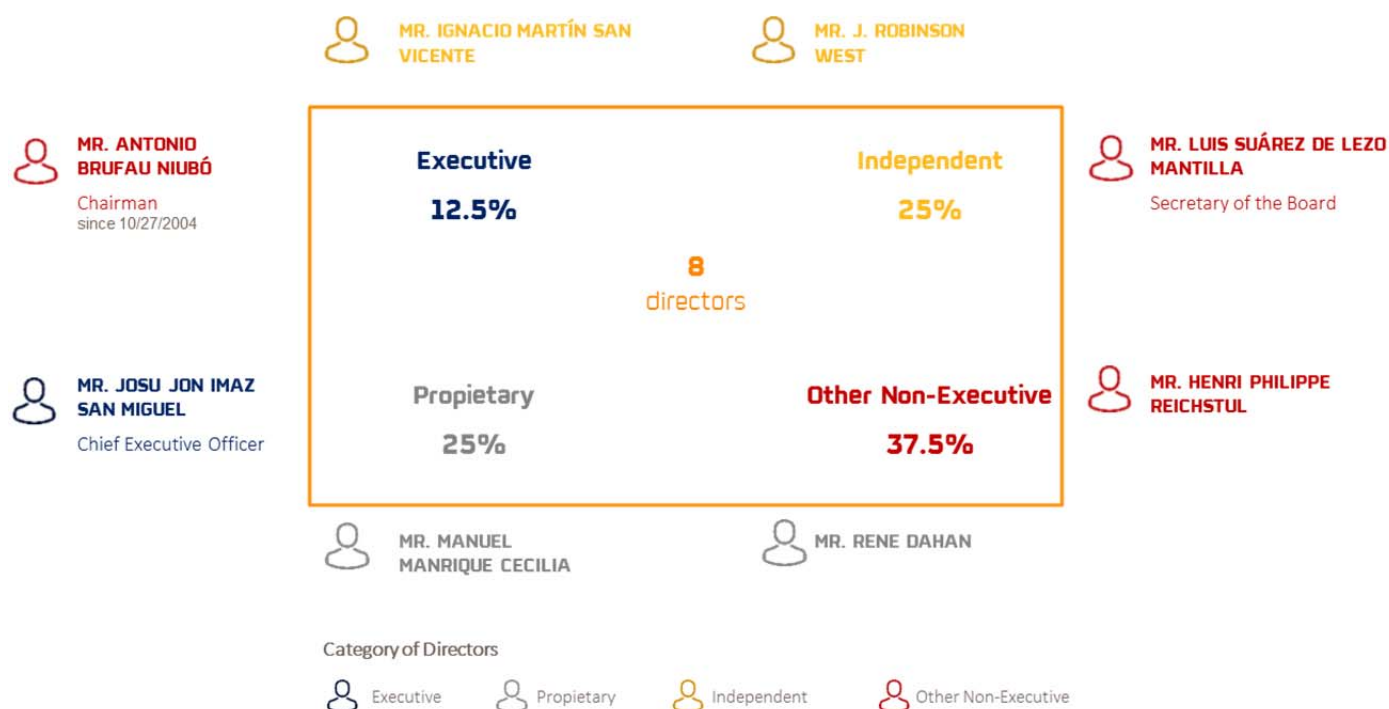 MR. IGNACIO MARTÍN SAN
VICENTE
MR. J. ROBINSON
WEST
MR. ANTONIO
BRUFAU NIUBÓ
Chairman
since 10/27/2004
Executive
12.5%
Independent
25%
MR. LUIS SUÁREZ DE LEZO
MANTILLA
Secretary of the Board
8
directors
MR. JOSU JON IMAZ
SAN MIGUEL
Chief Executive Officer
Propietary
25%
Other Non-Executive
37.5%
MR. HENRI PHILIPPE
REICHSTUL
MR. MANUEL
MANRIQUE CECILIA
MR. RENE DAHAN
Category of Directors
Executive
Propietary
Independent
Other Non-Executive